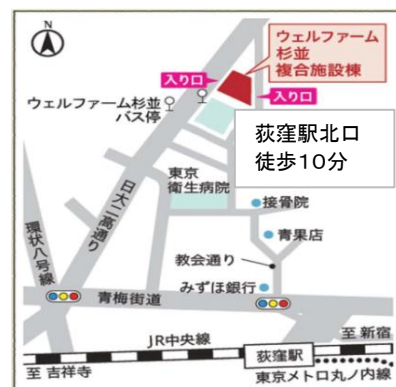 N
ウェルファーム
杉並
複合施設棟
入り口
入り口
ウェルファーム杉並
バス停
荻窪駅北口
徒歩10分
東京
衛生病院
日大二高通り
環状八号線
接骨院
青果店
教会通り
みずほ銀行
青梅街道
JR中央線
至 新宿
荻窪駅
至 吉祥寺
東京メトロ丸ノ内線